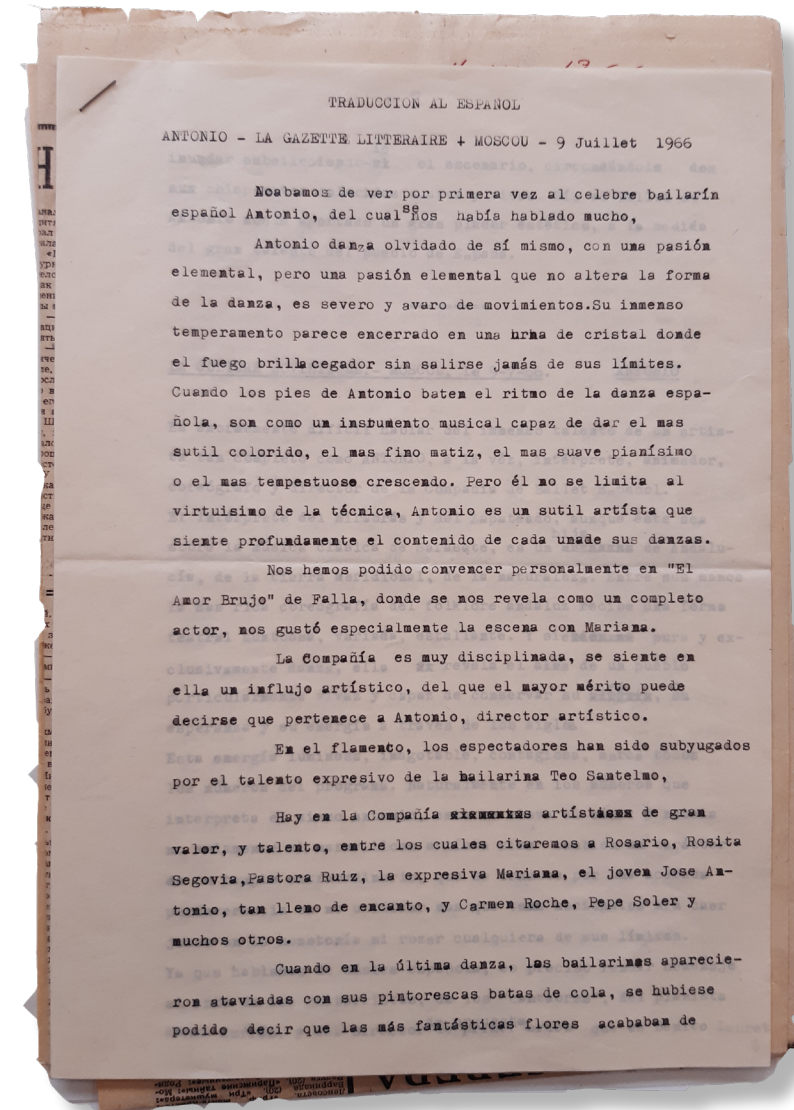 TRADUCCION AL ESPAÑOL
ANTONIO - LA GAZETTE LITTERAIRE + MOSCOU - 9 Juillet 1966
Acabamos de ver por primera vez al celebre bailarín
español Antonio, del cual se nos había hablado mucho,
Antonio danza olvidado de sí mismo, con una pasión
elemental, pero una pasión elemental que no altera la forma
de la danza, es severo y avaro de movimientos.Su inmenso
temperamento parece encerrado en una urna de cristal donde
el fuego brilla cegador sin salirse jamás de sus límites.
Cuando los pies de Antonio baten el ritmo de la danza espa-
ñola, son como un instumento musical capaz de dar el mas
sutil colorido, el mas fino matiz, el mas suave pianísimo
o el mas tempestuoso crescendo. Pero él no se limita al
virtuisimo de la técnica, Antonio es un sutil artísta que
siente profundamente el contenido de cada unade sus danzas.
Nos hemos podido convencer personalmente en "El
Amor Brujo" de Falla, donde se nos revela como un completo
actor, nos gustó especialmente la escena con Mariana.
La Compañía es muy disciplinada, se siente en
ella un influjo artístico, del que el mayor mérito puede
decirse que pertenece a Antonio, director artístico.
En el flamento, los espectadores han sido subyugados
por el talento expresivo de la bailarina Teo Santelmo,
Hay en la Compañía elementos artísticos de gran
valor, y talento, entre los cuales citaremos a Rosario, Rosita
Segovia,Pastora Ruiz, la expresiva Mariana, el joven Jose An-
tonio, tan lleno de encanto, y Carmen Roche, Pepe Soler y
muchos otros.
Cuando en la última danza, las bailarinas aparecie-
ron ataviadas con sus pintorescas batas de cola, se hubiese
podido decir que las más fantásticas flores acababan de